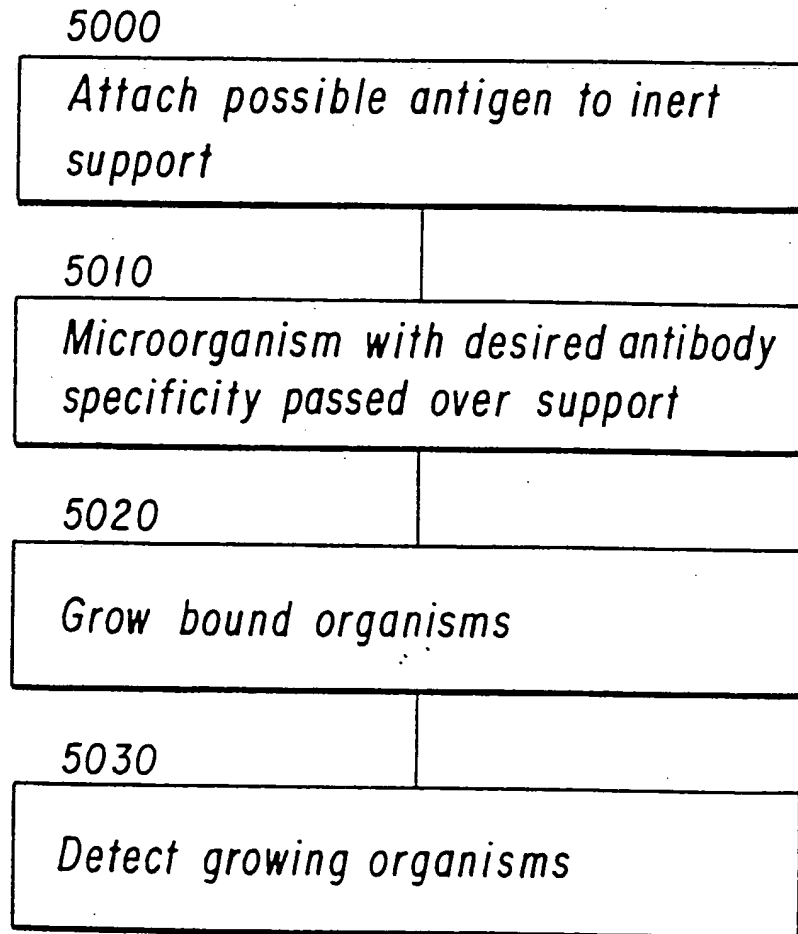 5000
Attach possible antigen to inert
support
5010
Microorganism with desired antibody
specificity passed over support
5020
Grow bound organisms
5030
Detect growing organisms